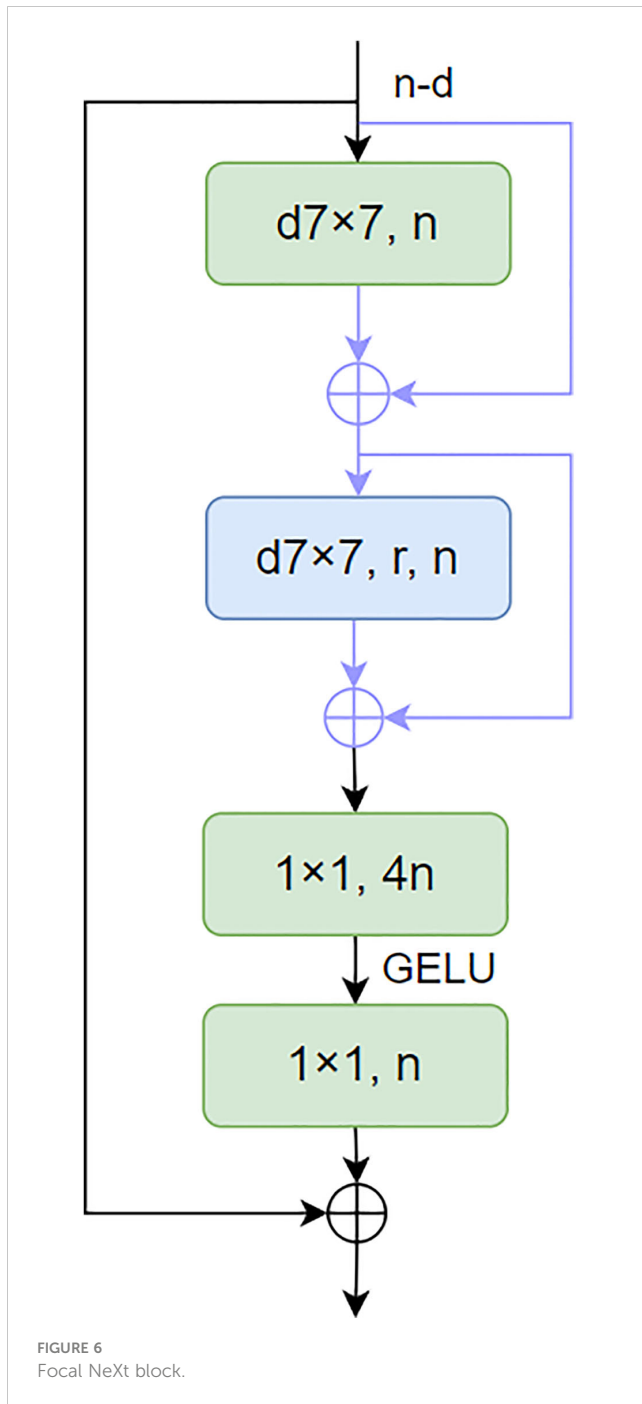 n-d
d7×7, n
d7×7, r, n
1×1, 4n
GELU
1×1, n
FIGURE 6
Focal NeXt block.